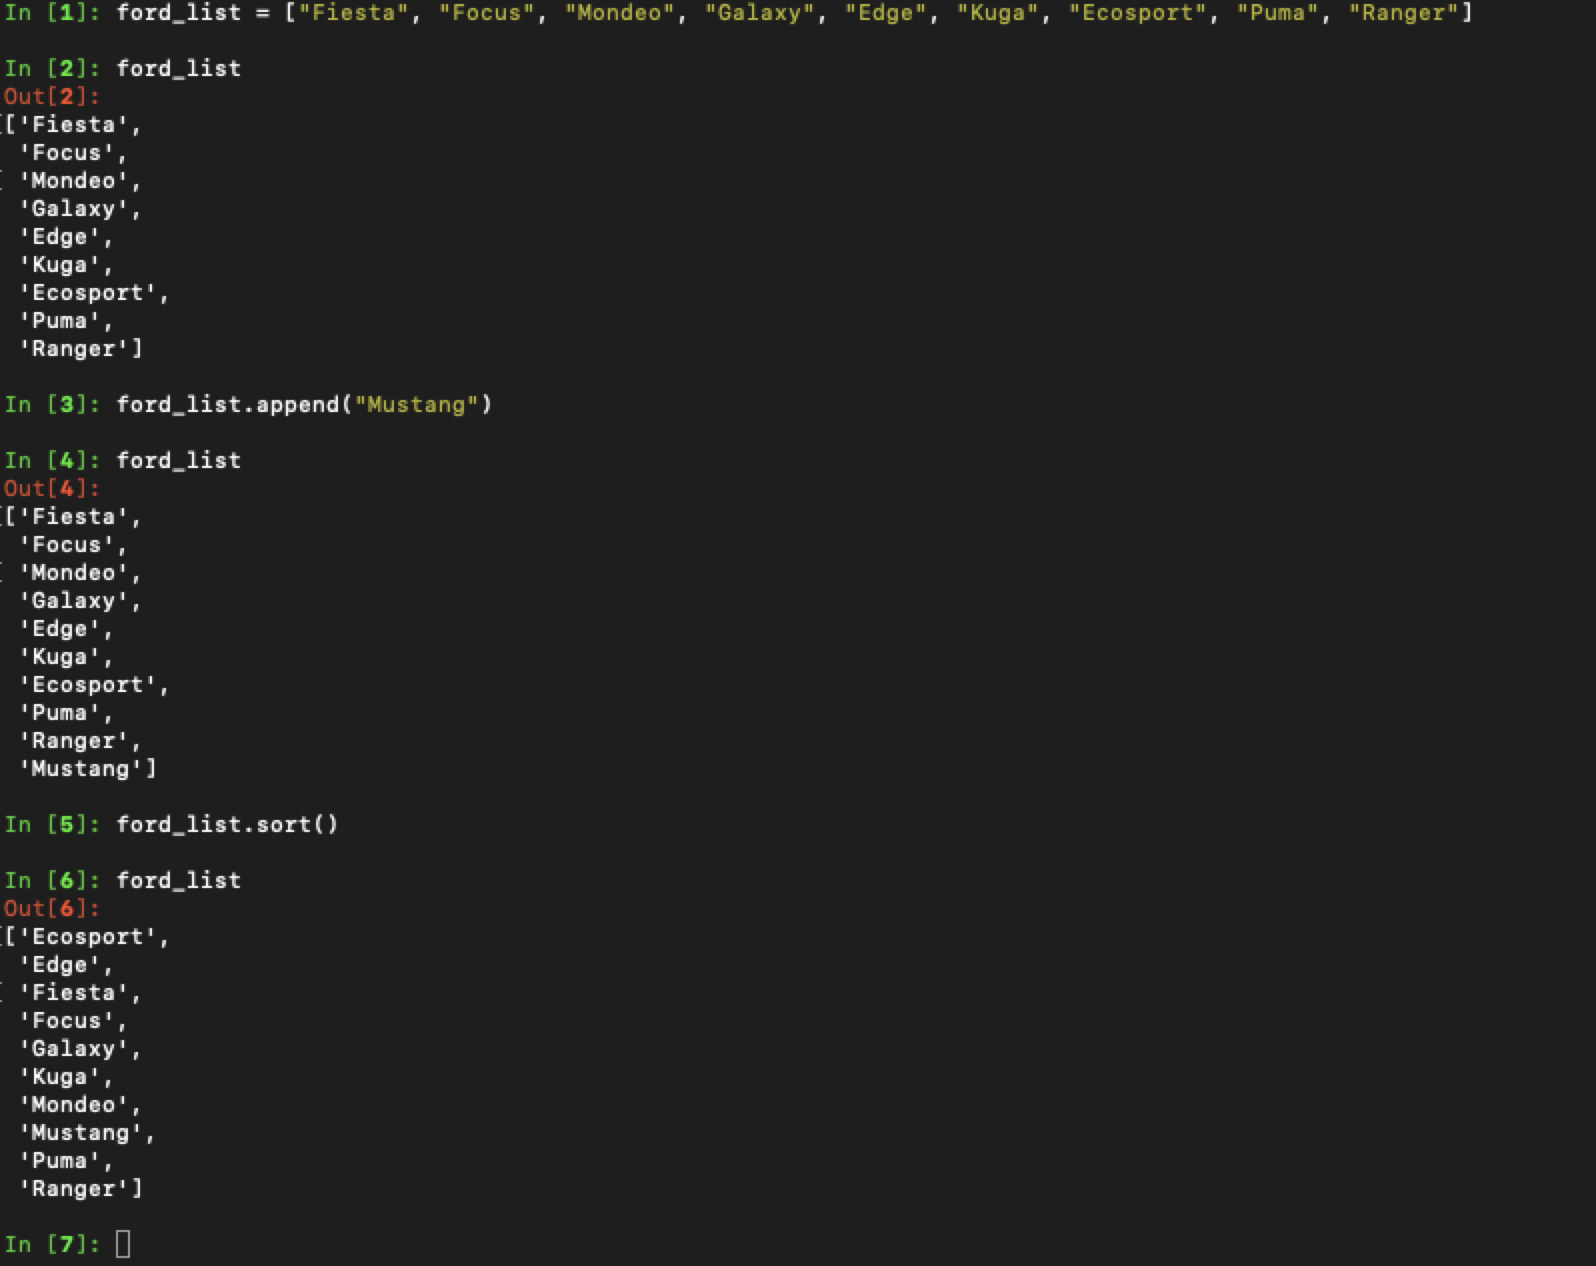 In [1]: ford_list = ["Fiesta", "Focus", "Mondeo", "Galaxy", "Edge", "Kuga", "Ecosport", "Puma", "Ranger"]
In [2]: ford_list
Out[2]:
['Fiesta',
'Focus',
'Mondeo',
'Galaxy',
'Edge',
'Kuga',
'Ecosport',
'Puma',
'Ranger']
In [3]: ford_list.append("Mustang")
In [4]: ford_list
Out[4]:
['Fiesta',
'Focus',
'Mondeo',
'Galaxy',
'Edge',
'Kuga',
'Ecosport',
'Puma',
'Ranger',
'Mustang']
In [5]: ford_list.sort()
In [6]: ford_list
Out[6]:
['Ecosport',
'Edge',
'Fiesta',
'Focus',
'Galaxy',
'Kuga',
'Mondeo',
'Mustang',
'Puma',
'Ranger']
In [7]: